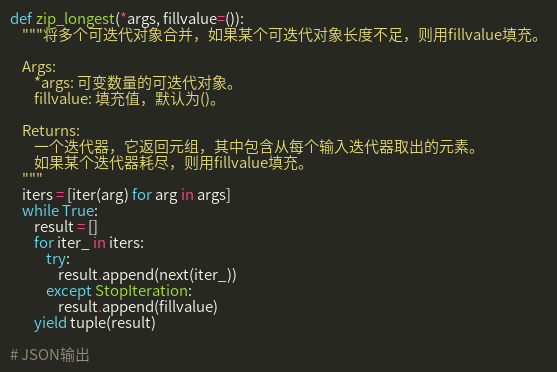 def zip_longest(*args, fillvalue=()):
"""将多个可迭代对象合并，如果某个可迭代对象长度不足，则用fillvalue填充。
Args:
*args: 可变数量的可迭代对象。
fillvalue: 填充值，默认为()。
Returns:
一个迭代器，它返回元组，其中包含从每个输入迭代器取出的元素。
如果某个迭代器耗尽，则用fillvalue填充。
"""
iters = [iter(arg) for arg in args]
while True:
result = []
for iter_ in iters:
try:
result.append(next(iter_))
except StopIteration:
result.append(fillvalue)
yield tuple(result)
# JSON输出